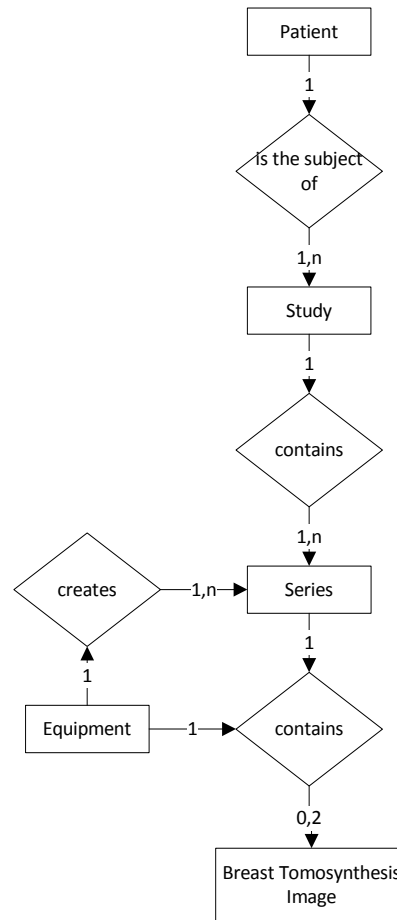 Patient
1
is the subject
of
1,n
Study
1
contains
1,n
creates
1,n
Series
1
1
Equipment
1
contains
0,2
Breast Tomosynthesis
Image